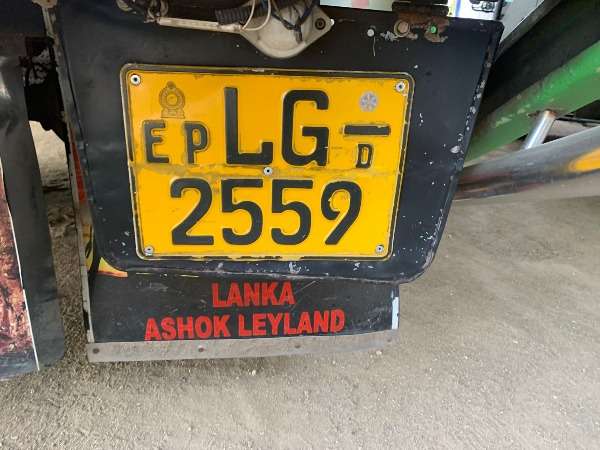 EP LG-D
2559
LANKA
ASHOK LEYLAND